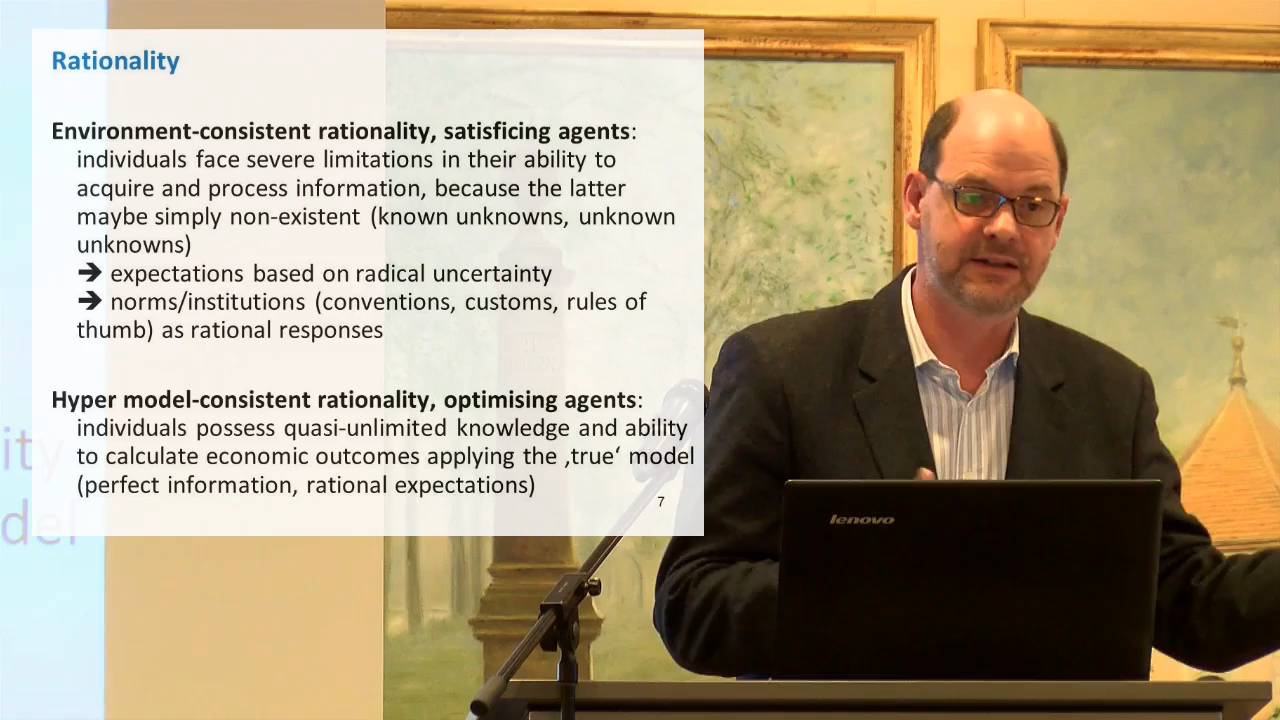 Rationality
Environment-consistent rationality, satisficing agents:
individuals face severe limitations in their ability to
acquire and process information, because the latter
maybe simply non-existent (known unknowns, unknown
unknowns)
➔ expectations based on radical uncertainty
➔ norms/institutions (conventions, customs, rules of
thumb) as rational responses
Hyper model-consistent rationality, optimising agents:
individuals possess quasi-unlimited knowledge and ability
to calculate economic outcomes applying the ‚true‘ model
(perfect information, rational expectations)
7
ity
del
lenovo